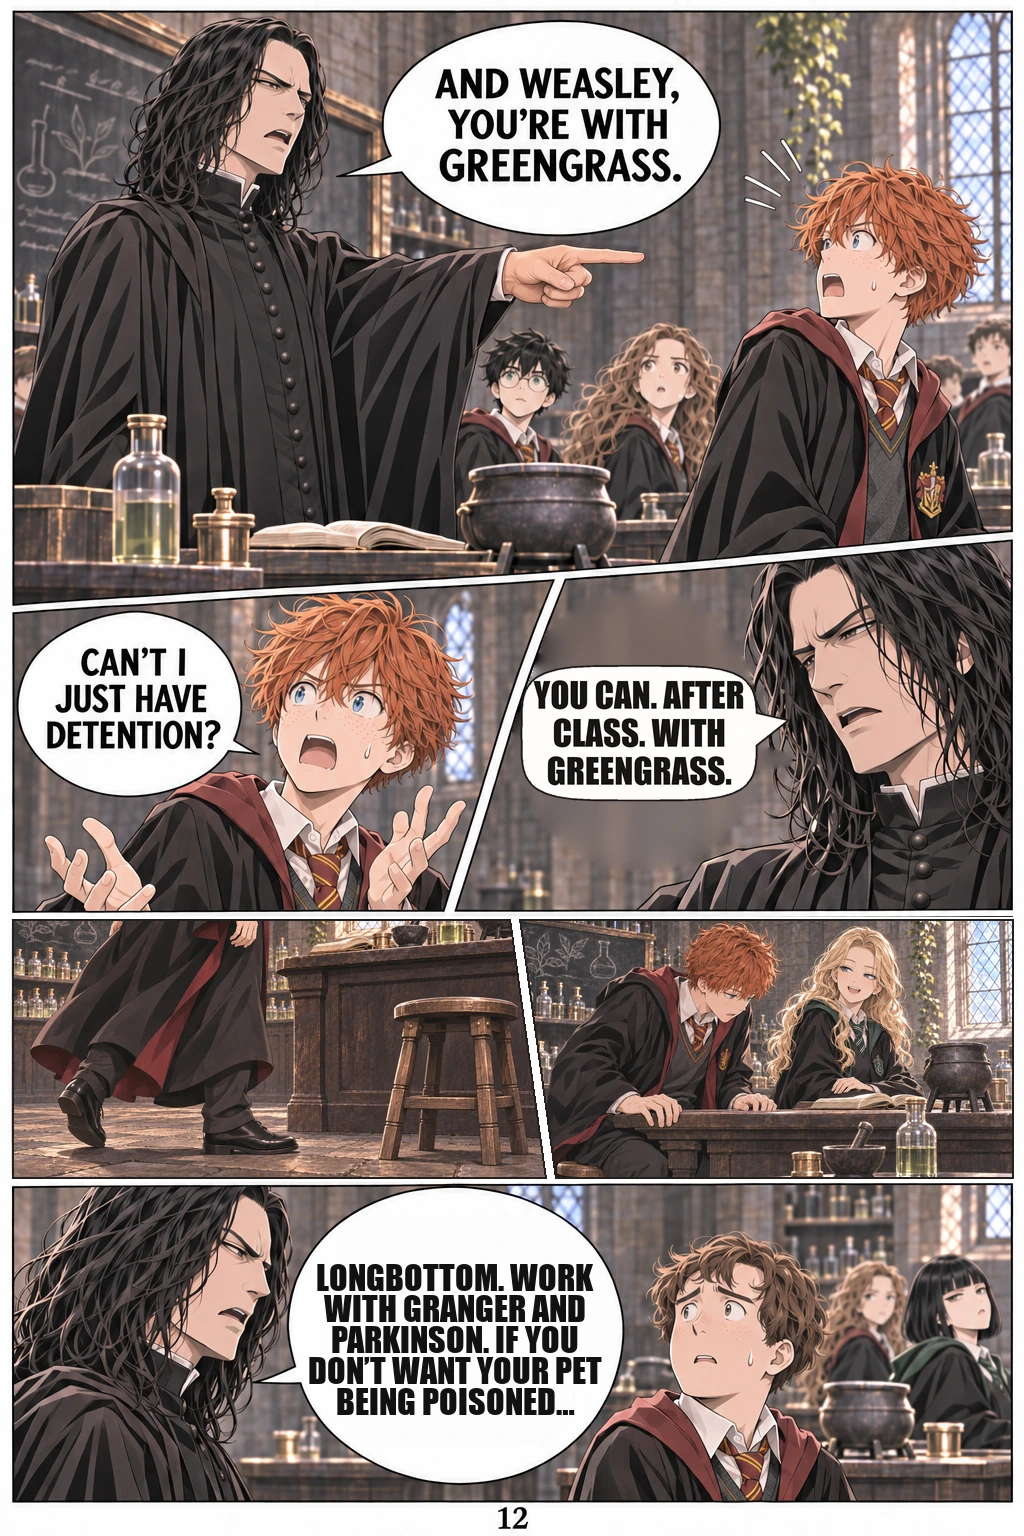 AND WEASLEY,
YOU'RE WITH
GREENGRASS.
CAN'T I
JUST HAVE
DETENTION?
YOU CAN. AFTER
CLASS. WITH
GREENGRASS.
LONGBOTTOM. WORK
WITH GRANGER AND
PARKINSON. IF YOU
DON'T WANT YOUR PET
BEING POISONED...
12